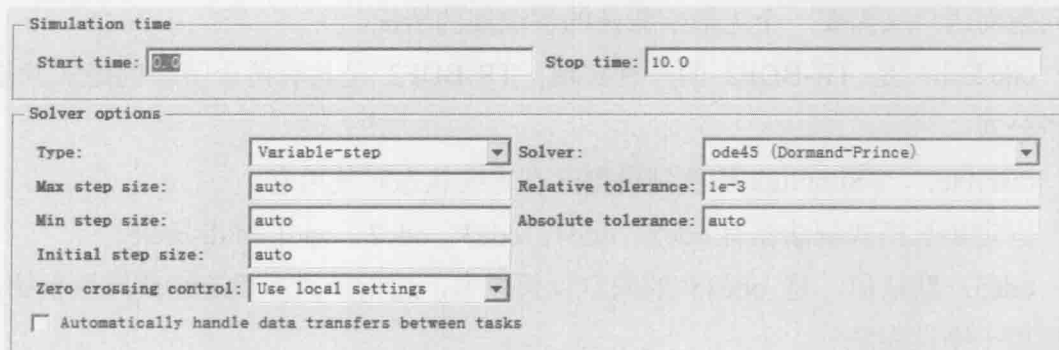 Simulation time
Start time: 0.0 Stop time: 10.0
Solver options
Type: Variable-step Solver: ode45 (Dormand-Prince)
Max step size: auto Relative tolerance: 1e-3
Min step size: auto Absolute tolerance: auto
Initial step size: auto
Zero crossing control: Use local settings
Automatically handle data transfers between tasks